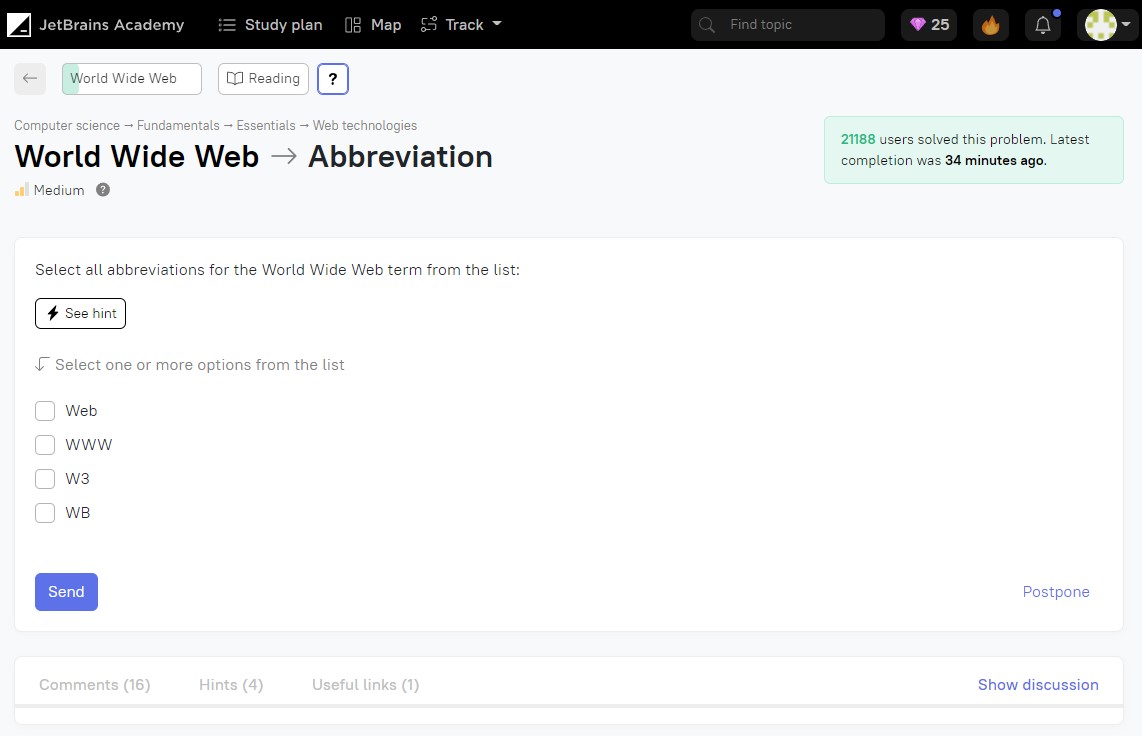 JetBrains Academy Study plan Map Track Find topic 25
World Wide Web Reading ?
Computer science → Fundamentals → Essentials → Web technologies
World Wide Web → Abbreviation
Medium ?
21188 users solved this problem. Latest
completion was 34 minutes ago.
Select all abbreviations for the World Wide Web term from the list:
See hint
Select one or more options from the list
Web
WWW
W3
WB
Send Postpone
Comments (16) Hints (4) Useful links (1) Show discussion